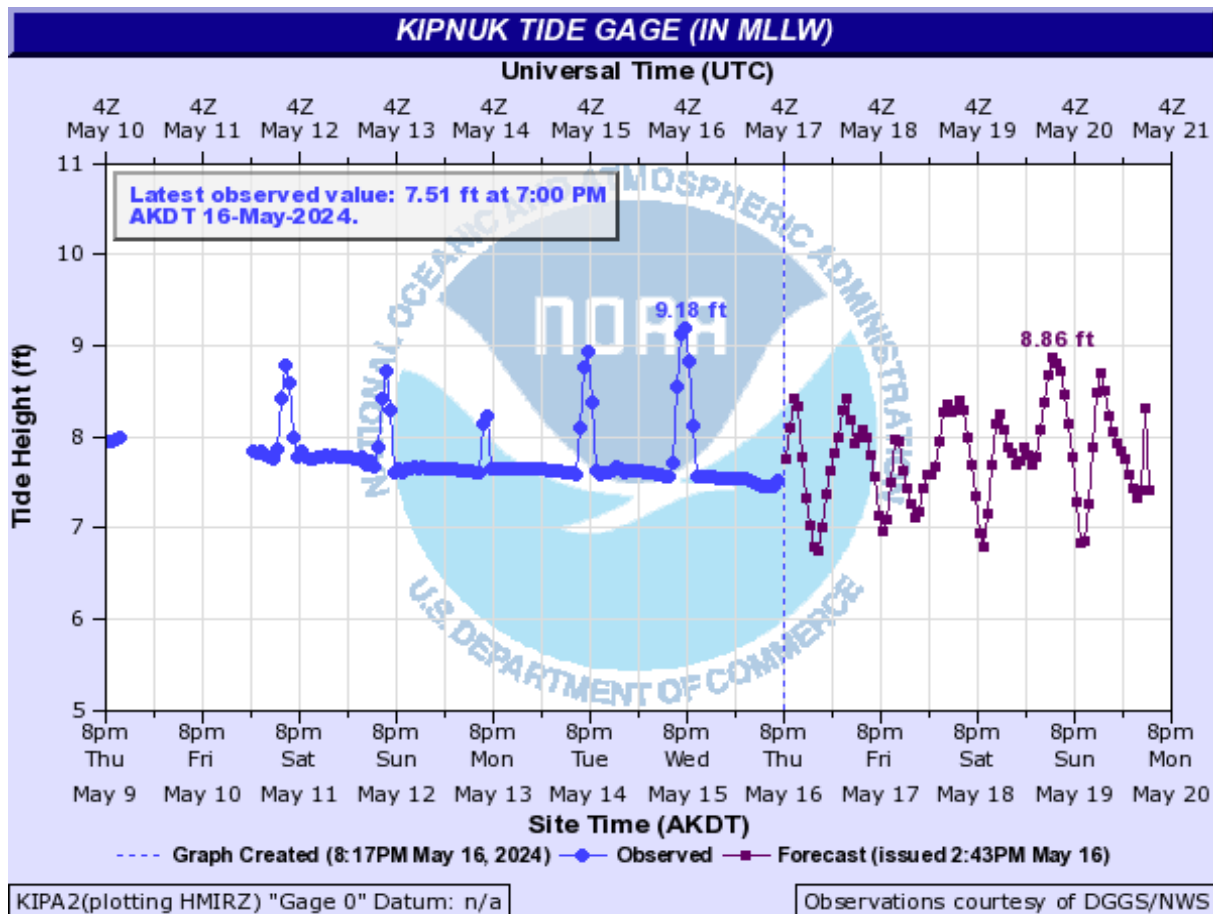 KIPNUK TIDE GAGE (IN MLLW)
Universal Time (UTC)
4Z 4Z 4Z 4Z 4Z 4Z 4Z 4Z 4Z 4Z 4Z 4Z
May 10 May 11 May 12 May 13 May 14 May 15 May 16 May 17 May 18 May 19 May 20 May 21
Latest observed value: 7.51 ft at 7:00 PM
AKDT 16-May-2024.
NATIONAL OCEANIC AND ATMOSPHERIC ADMINISTRATION
NOAA
U.S. DEPARTMENT OF COMMERCE
9.18 ft
8.86 ft
Tide Height (ft)
11
10
9
8
7
6
5
8pm 8pm 8pm 8pm 8pm 8pm 8pm 8pm 8pm 8pm 8pm 8pm
Thu Fri Sat Sun Mon Tue Wed Thu Fri Sat Sun Mon
May 9 May 10 May 11 May 12 May 13 May 14 May 15 May 16 May 17 May 18 May 19 May 20
Site Time (AKDT)
Graph Created (8:17PM May 16, 2024) Observed Forecast (issued 2:43PM May 16)
KIPA2(plotting HMIRZ) "Gage 0" Datum: n/a
Observations courtesy of DGGS/NWS